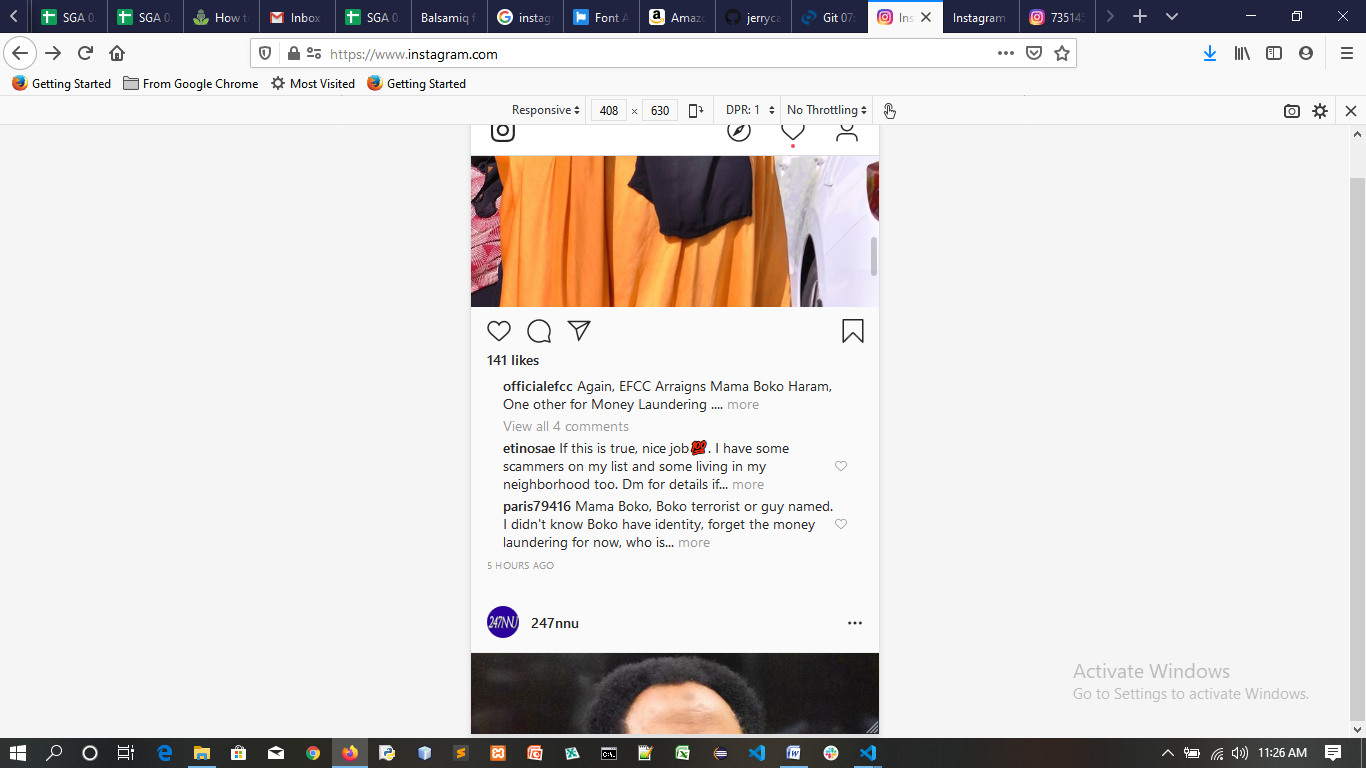 SGA 0.
SGA 0.
How t
Inbox
SGA 0.
Balsamiq f
instag
Font A
Amaz
jerryca
Git 07
Ins
Instagram
73514
https://www.instagram.com
Getting Started
From Google Chrome
Most Visited
Getting Started
Responsive
408 × 630
DPR: 1
No Throttling
141 likes
officialefcc Again, EFCC Arraigns Mama Boko Haram,
One other for Money Laundering .... more
View all 4 comments
etinosae If this is true, nice job💯. I have some
scammers on my list and some living in my
neighborhood too. Dm for details if... more
paris79416 Mama Boko, Boko terrorist or guy named.
I didn't know Boko have identity, forget the money
laundering for now, who is... more
5 HOURS AGO
247NNU
247nnu
Activate Windows
Go to Settings to activate Windows.
11:26 AM